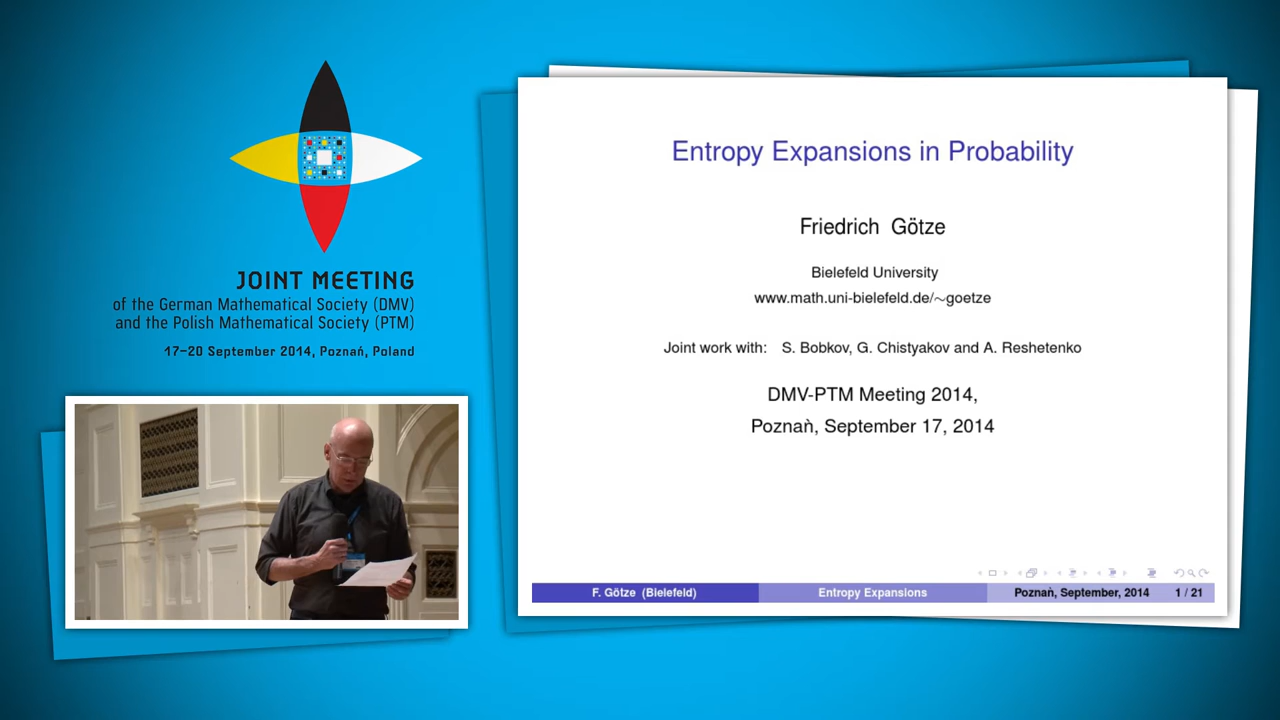 JOINT MEETING
of the German Mathematical Society (DMV)
and the Polish Mathematical Society (PTM)
17–20 September 2014, Poznań, Poland
Entropy Expansions in Probability
Friedrich Götze
Bielefeld University
www.math.uni-bielefeld.de/∼goetze
Joint work with: S. Bobkov, G. Chistyakov and A. Reshetenko
DMV-PTM Meeting 2014,
Poznǹ, September 17, 2014
F. Götze (Bielefeld)
Entropy Expansions
Poznǹ, September, 2014
1 / 21